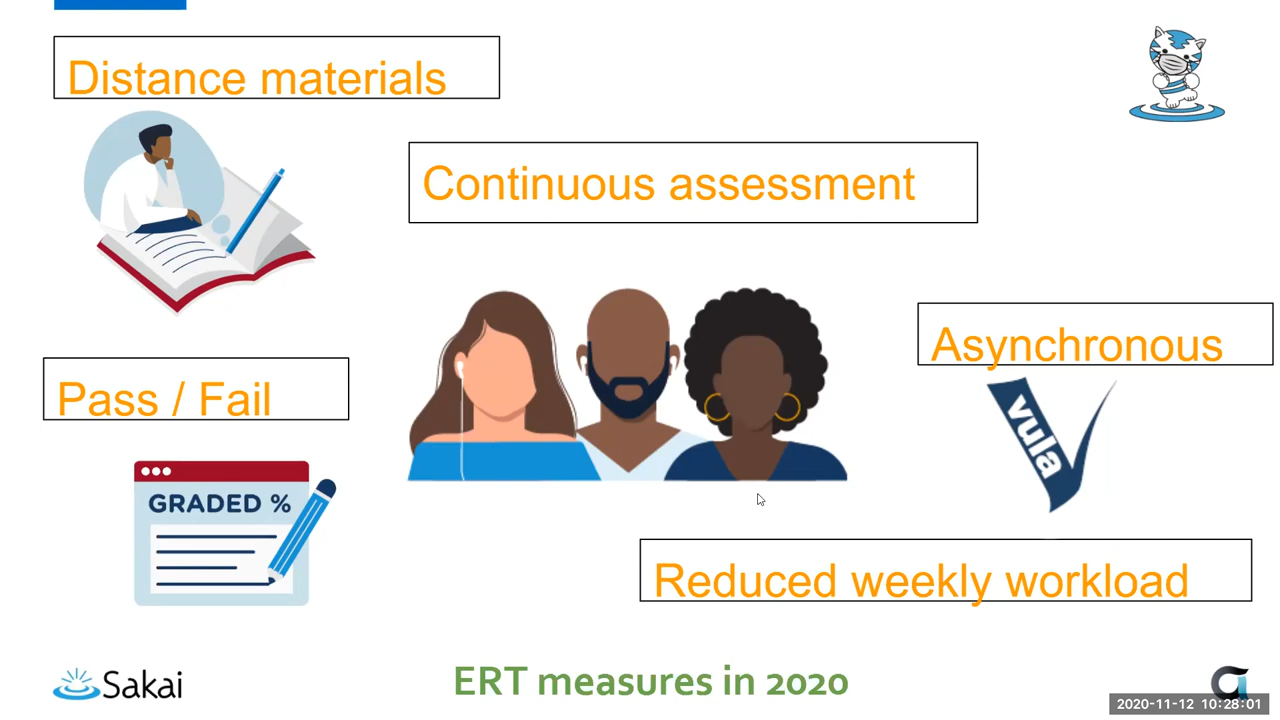 Distance materials
Continuous assessment
Asynchronous
vula
Pass / Fail
GRADED %
Reduced weekly workload
Sakai
ERT measures in 2020
2020-11-12 10:28:01